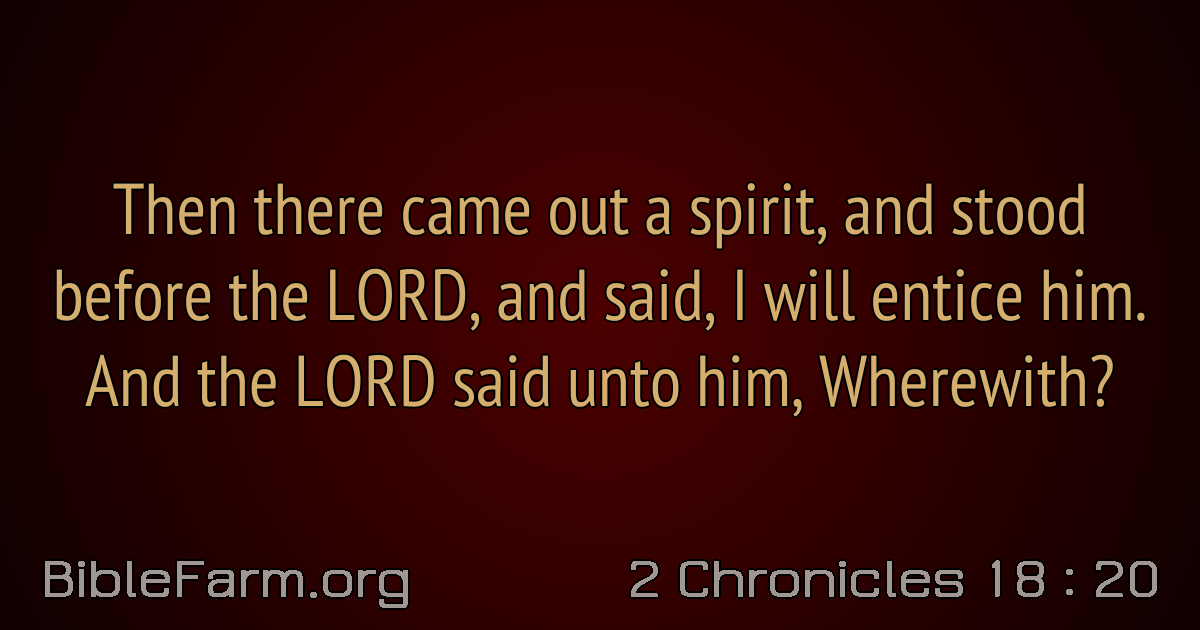 Then there came out a spirit, and stood
before the LORD, and said, I will entice him.
And the LORD said unto him, Wherewith?
BibleFarm.org
2 Chronicles 18 : 20